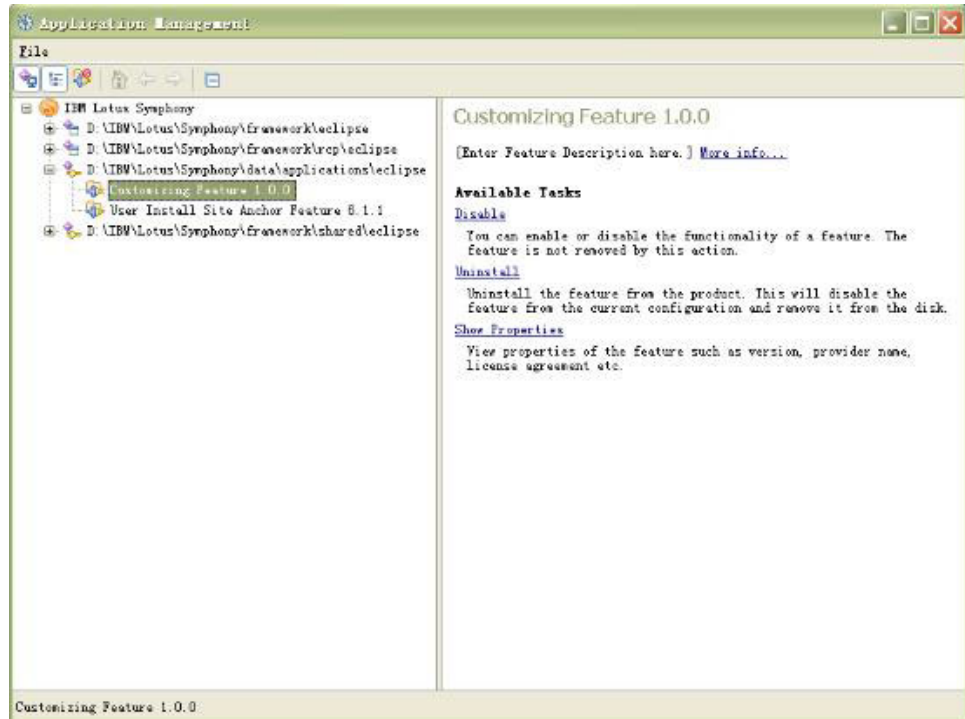 Application Management
File
IBM Lotus Symphony
D:\IBM\Lotus\Symphony\framework\eclipse
D:\IBM\Lotus\Symphony\framework\rcp\eclipse
D:\IBM\Lotus\Symphony\data\applications\eclipse
Customizing Feature 1.0.0
User Install Site Anchor Feature 6.1.1
D:\IBM\Lotus\Symphony\framework\shared\eclipse
Customizing Feature 1.0.0
[Enter Feature Description here.] More info...
Available Tasks
Disable
You can enable or disable the functionality of a feature. The
feature is not removed by this action.
Uninstall
Uninstall the feature from the product. This will disable the
feature from the current configuration and remove it from the disk.
Show Properties
View properties of the feature such as version, provider name,
license agreement etc.
Customizing Feature 1.0.0